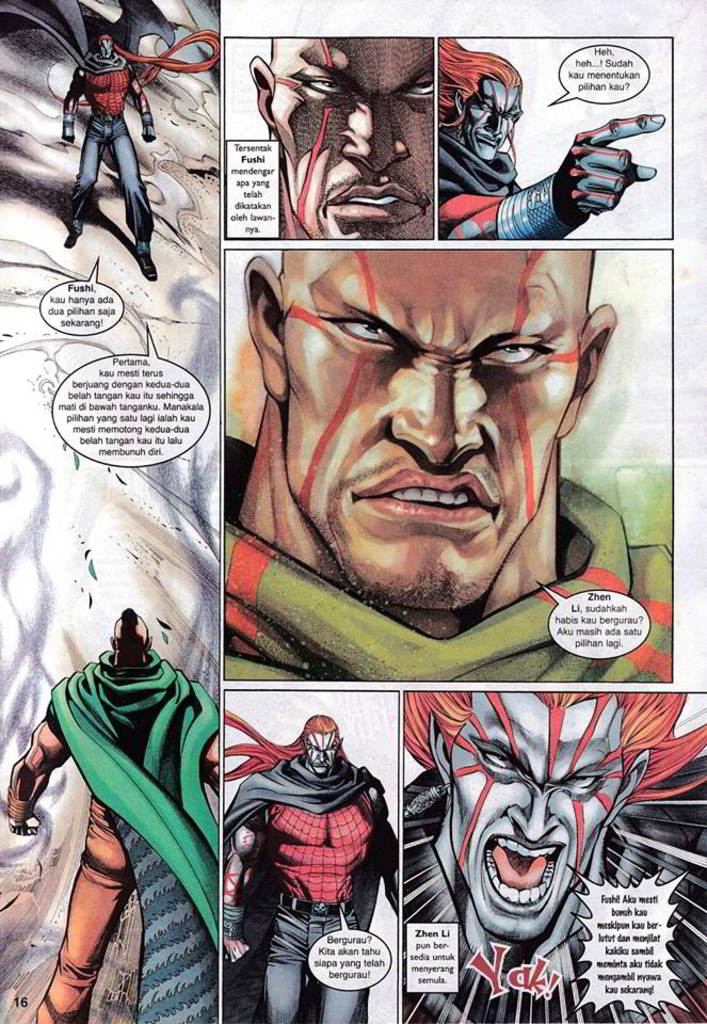 Fushi,
kau hanya ada
dua pilihan saja
sekarang!
Pertama,
kau mesti terus
berjuang dengan kedua-dua
belah tangan kau itu sehingga
mati di bawah tanganku. Manakala
pilihan yang satu lagi ialah kau
mesti memotong kedua-dua
belah tangan kau itu lalu
membunuh diri.
Tersentak
Fushi
mendengar
apa yang
telah
dikatakan
oleh lawan-
nya.
Heh,
heh...! Sudah
kau menentukan
pilihan kau?
Zhen
Li, sudahkah
habis kau bergurau?
Aku masih ada satu
pilihan lagi.
Bergurau?
Kita akan tahu
siapa yang telah
bergurau!
Zhen Li
pun ber-
sedia untuk
menyerang
semula.
Yak!
Fushi! Aku mesti
bunuh kau
meskipun kau ber-
lutut dan menjilat
kakiku sambil
meminta aku tidak
mengambil nyawa
kau sekarang!
16